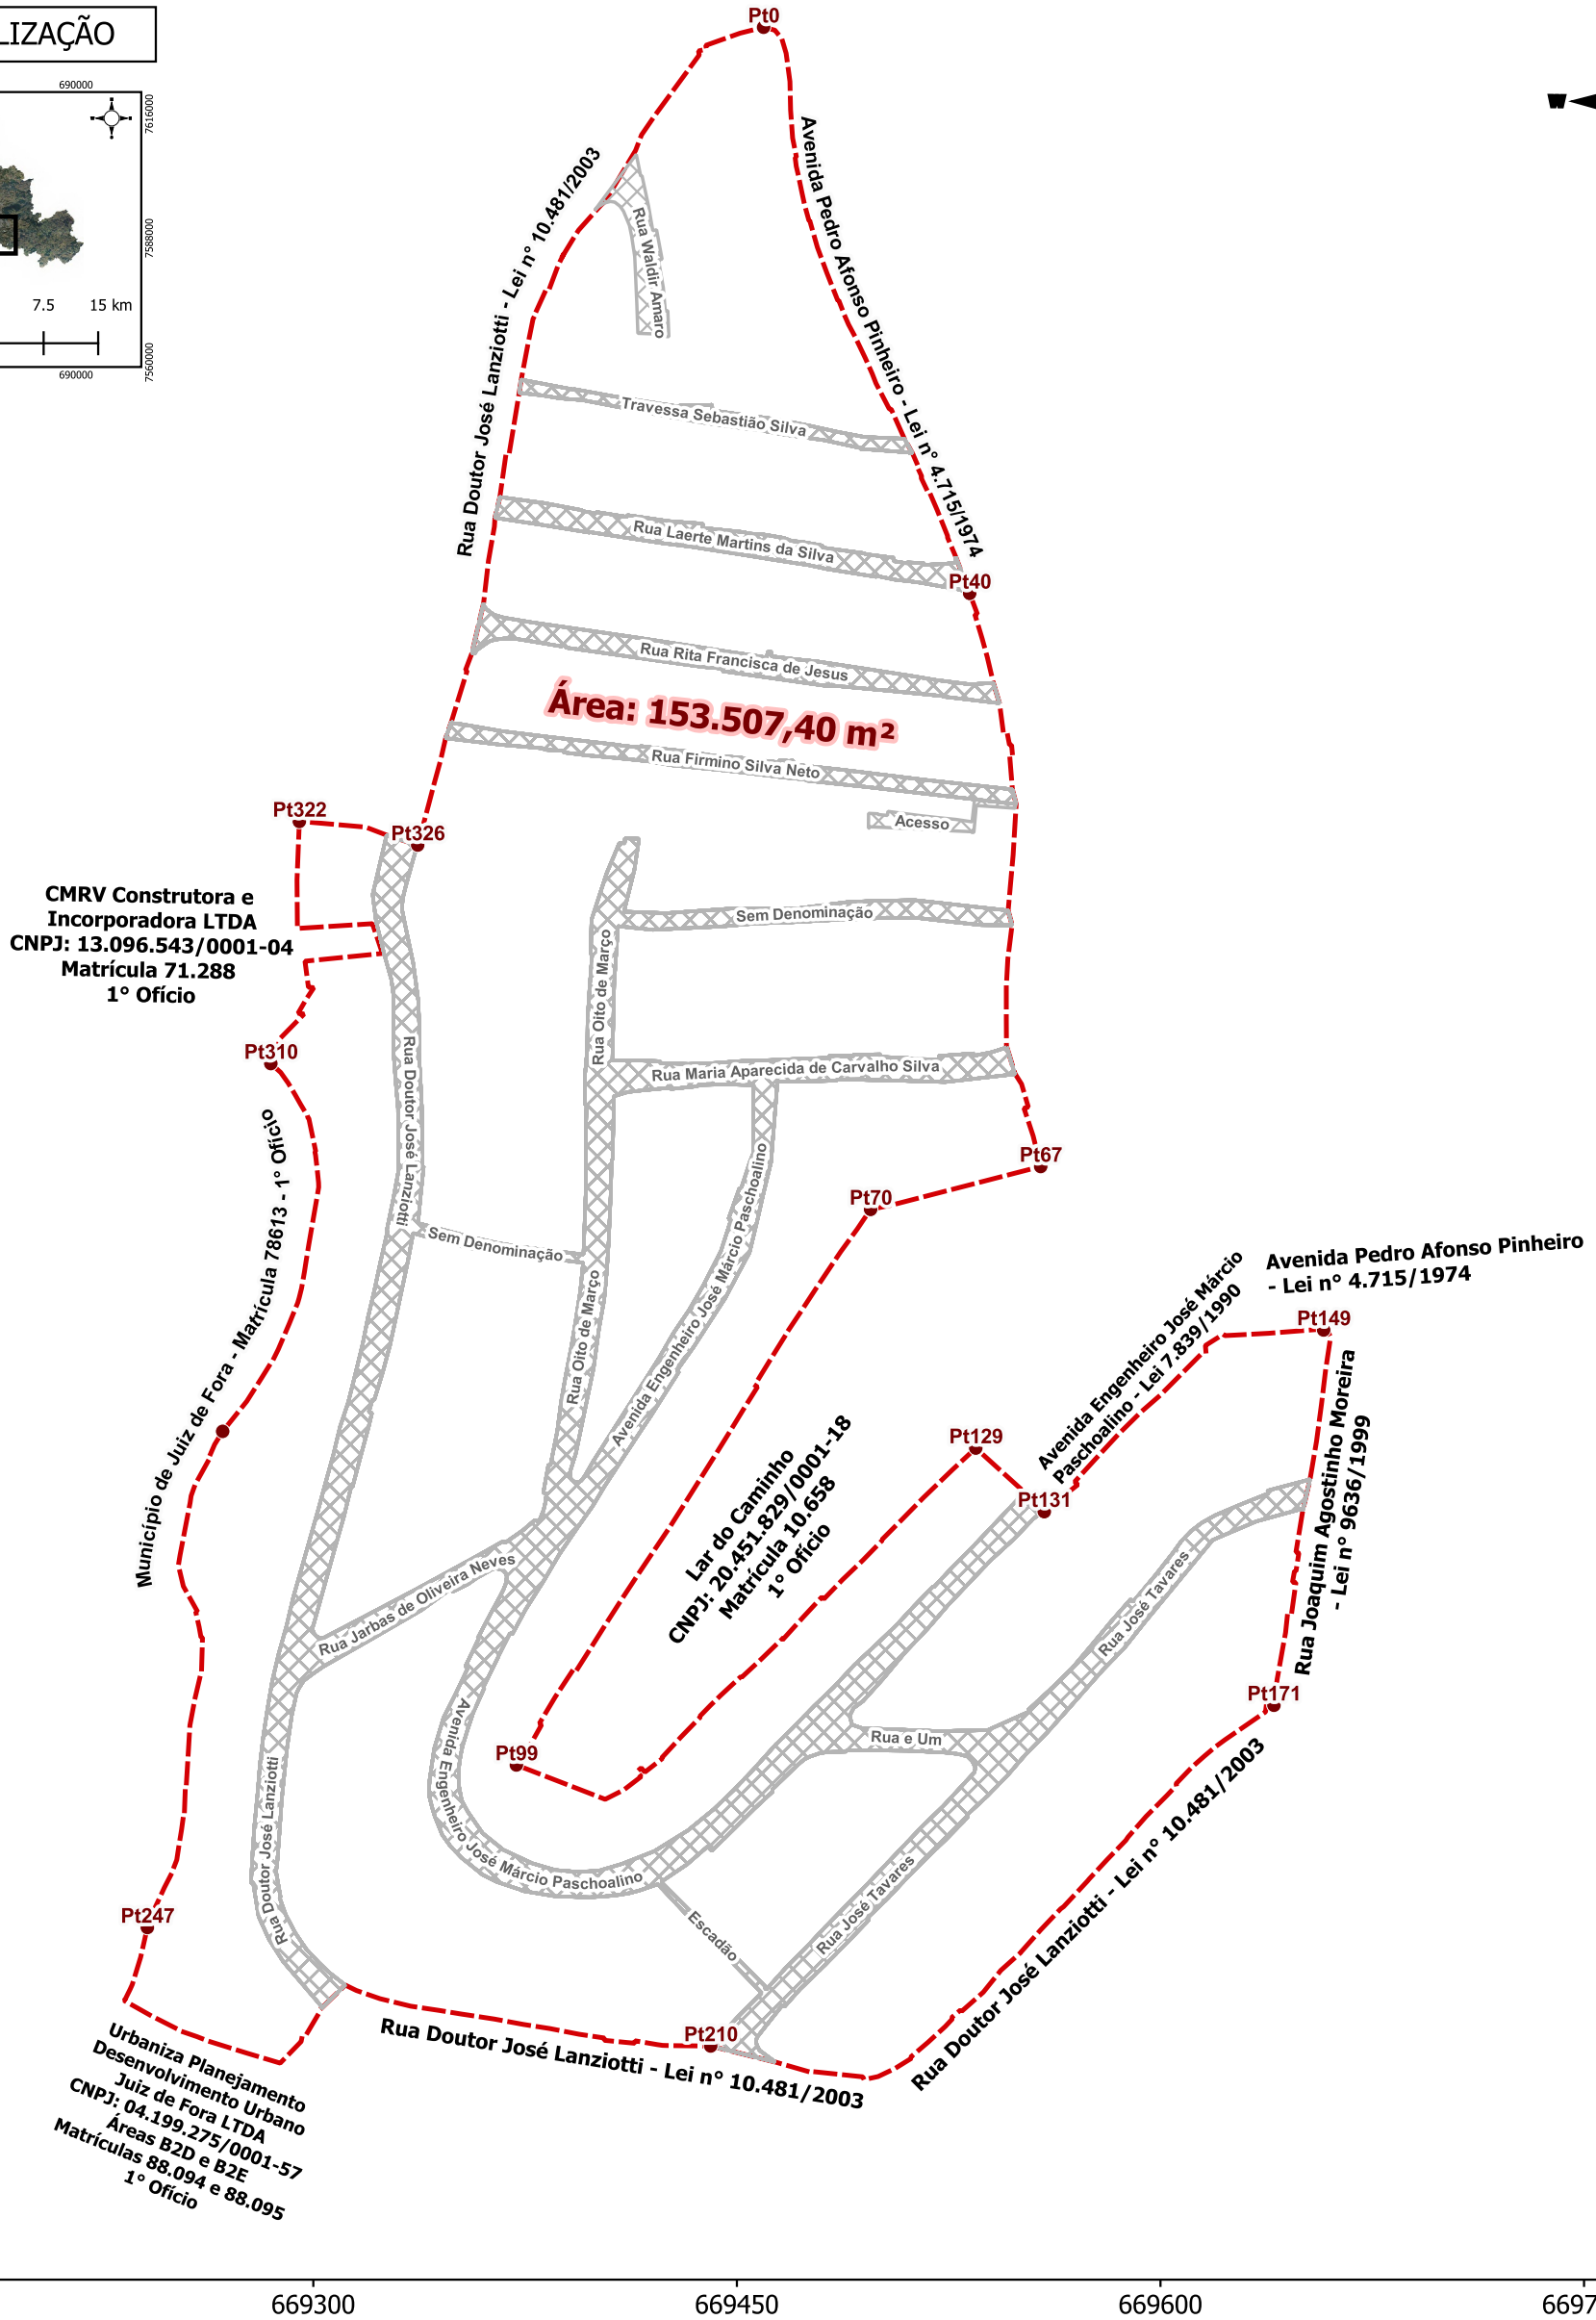 LIZAÇÃO
690000
7616000
7588000
7560000
7.5
15 km
690000
Pt0
Rua Doutor José Lanziotti - Lei n° 10.481/2003
Avenida Pedro Afonso Pinheiro - Lei n° 4.715/1974
Rua Waldir Amaro
Travessa Sebastião Silva
Rua Laerte Martins da Silva
Pt40
Rua Rita Francisca de Jesus
Área: 153.507,40 m²
Rua Firmino Silva Neto
Acesso
Pt322
Pt326
CMRV Construtora e
Incorporadora LTDA
CNPJ: 13.096.543/0001-04
Matrícula 71.288
1° Ofício
Sem Denominação
Rua Oito de Março
Rua Doutor José Lanziotti
Pt310
Rua Maria Aparecida de Carvalho Silva
Município de Juiz de Fora - Matrícula 78613 - 1° Ofício
Pt67
Pt70
Sem Denominação
Rua Oito de Março
Avenida Engenheiro José Márcio Paschoalino
Avenida Pedro Afonso Pinheiro
- Lei n° 4.715/1974
Avenida Engenheiro José Márcio
Paschoalino - Lei 7.839/1990
Pt149
Rua Joaquim Agostinho Moreira
- Lei n° 9636/1999
Pt129
Pt131
Lar do Caminho
CNPJ: 20.451.829/0001-18
Matrícula 10.658
1° Ofício
Rua Jarbas de Oliveira Neves
Rua José Tavares
Pt171
Rua e Um
Pt99
Avenida Engenheiro José Márcio Paschoalino
Rua Doutor José Lanziotti
Rua José Tavares
Escadão
Rua Doutor José Lanziotti - Lei n° 10.481/2003
Pt247
Pt210
Rua Doutor José Lanziotti - Lei n° 10.481/2003
Urbaniza Planejamento
Desenvolvimento Urbano
Juiz de Fora LTDA
CNPJ: 04.199.275/0001-57
Áreas B2D e B2E
Matrículas 88.094 e 88.095
1° Ofício
669300
669450
669600
6697